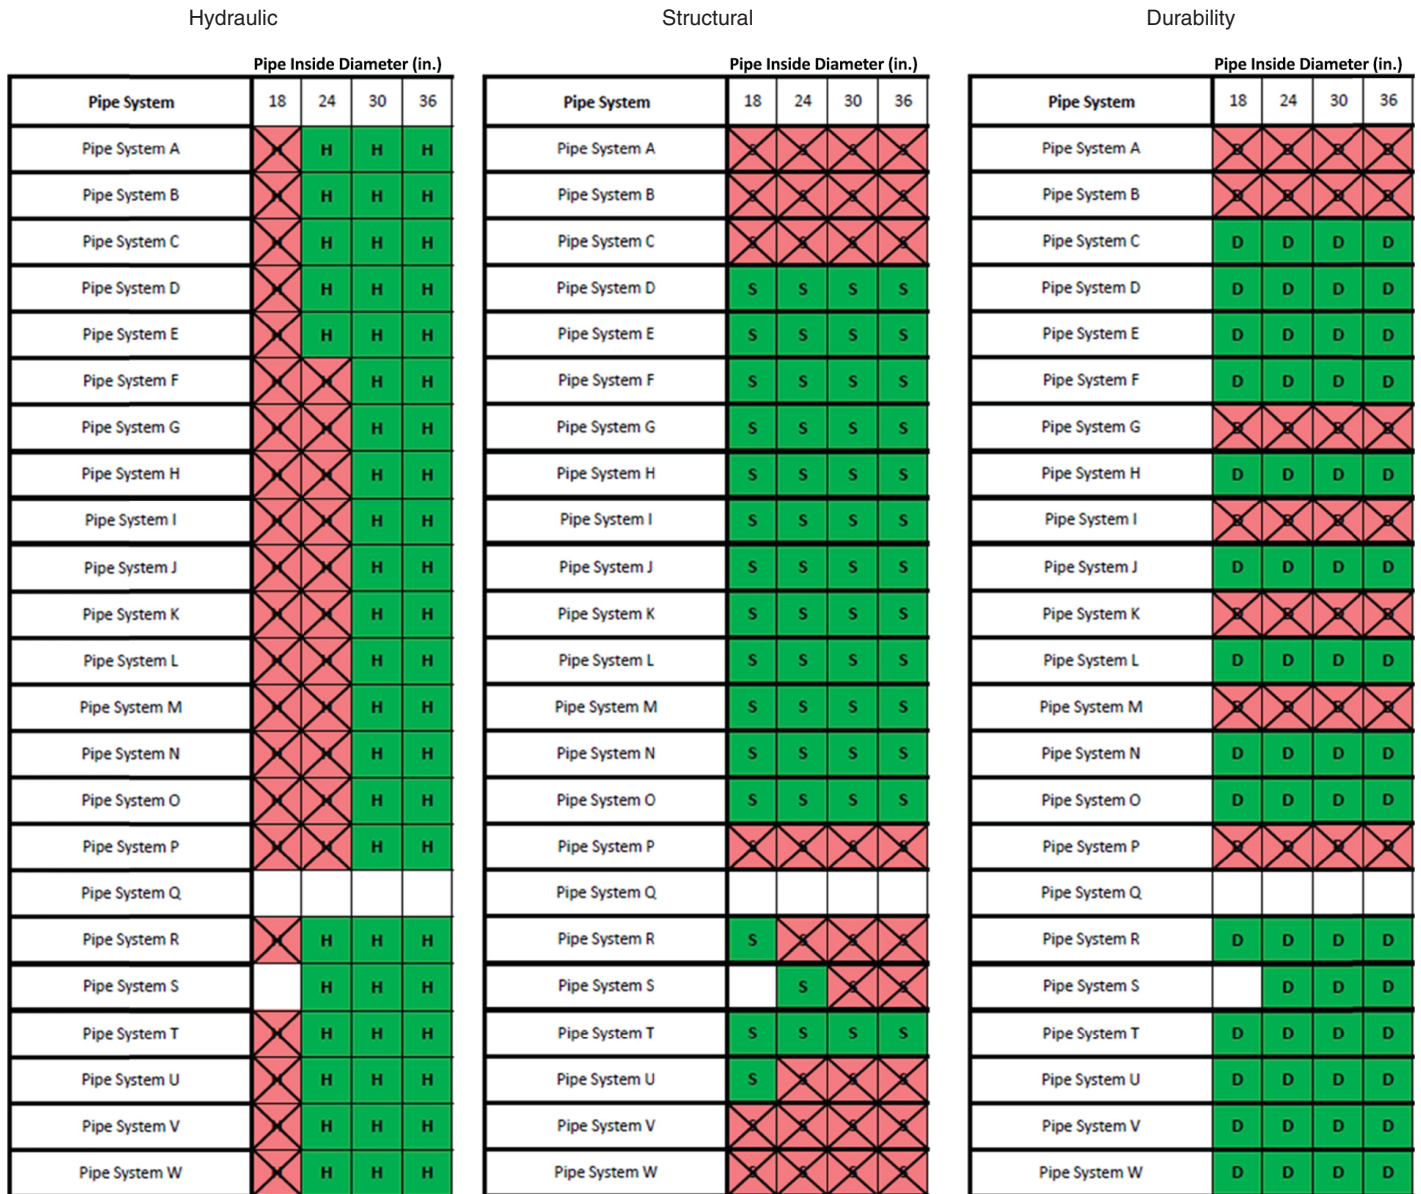 Hydraulic Structural Durability
Pipe Inside Diameter (in.) Pipe Inside Diameter (in.) Pipe Inside Diameter (in.)
Pipe System 18 24 30 36 Pipe System 18 24 30 36 Pipe System 18 24 30 36
Pipe System A H H H H Pipe System A S S S S Pipe System A D D D D
Pipe System B H H H H Pipe System B S S S S Pipe System B D D D D
Pipe System C H H H H Pipe System C S S S S Pipe System C D D D D
Pipe System D H H H H Pipe System D S S S S Pipe System D D D D D
Pipe System E H H H H Pipe System E S S S S Pipe System E D D D D
Pipe System F H H H H Pipe System F S S S S Pipe System F D D D D
Pipe System G H H H H Pipe System G S S S S Pipe System G D D D D
Pipe System H H H H H Pipe System H S S S S Pipe System H D D D D
Pipe System I H H H H Pipe System I S S S S Pipe System I D D D D
Pipe System J H H H H Pipe System J S S S S Pipe System J D D D D
Pipe System K H H H H Pipe System K S S S S Pipe System K D D D D
Pipe System L H H H H Pipe System L S S S S Pipe System L D D D D
Pipe System M H H H H Pipe System M S S S S Pipe System M D D D D
Pipe System N H H H H Pipe System N S S S S Pipe System N D D D D
Pipe System O H H H H Pipe System O S S S S Pipe System O D D D D
Pipe System P H H H H Pipe System P S S S S Pipe System P D D D D
Pipe System Q Pipe System Q Pipe System Q
Pipe System R H H H H Pipe System R S S S S Pipe System R D D D D
Pipe System S H H H Pipe System S S S S Pipe System S D D D
Pipe System T H H H H Pipe System T S S S S Pipe System T D D D D
Pipe System U H H H H Pipe System U S S S S Pipe System U D D D D
Pipe System V H H H H Pipe System V S S S S Pipe System V D D D D
Pipe System W H H H H Pipe System W S S S S Pipe System W D D D D